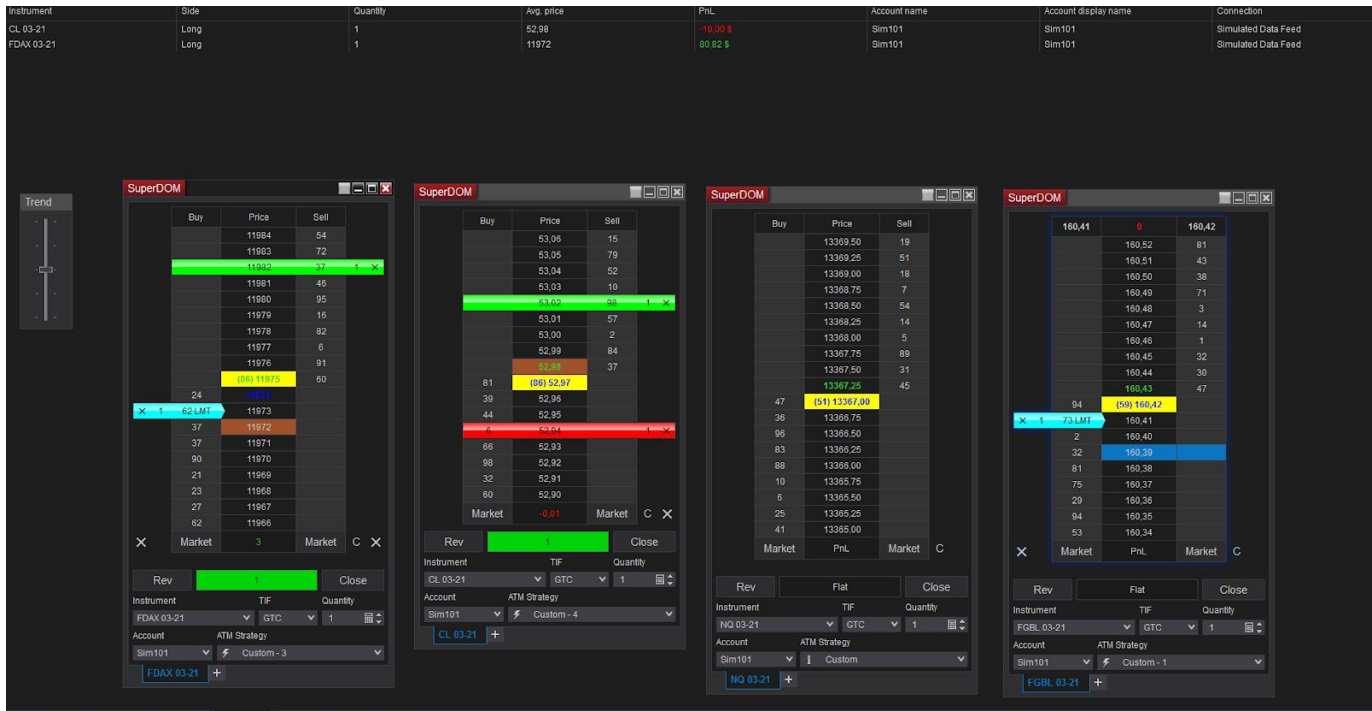 Instrument Side Quantity Avg. price PnL Account name Account display name Connection
CL 03-21 Long 1 52,98 -10,00 $ Sim101 Sim101 Simulated Data Feed
FDAX 03-21 Long 1 11972 80,82 $ Sim101 Sim101 Simulated Data Feed
Trend
SuperDOM
Buy Price Sell
11984 54
11983 72
11982 37 1 ✕
11981 46
11980 95
11979 16
11978 82
11977 6
11976 91
(86) 11975 60
24 11974
✕ 1 62 LMT 11973
37 11972
37 11971
90 11970
21 11969
23 11968
27 11967
62 11966
✕ Market 3 Market C ✕
Rev 1 Close
Instrument TIF Quantity
FDAX 03-21 GTC 1
Account ATM Strategy
Sim101 Custom - 3
FDAX 03-21 +
SuperDOM
Buy Price Sell
53,06 15
53,05 79
53,04 52
53,03 10
53,02 98 1 ✕
53,01 57
53,00 2
52,99 84
52,98 37
81 (86) 52,97
39 52,96
44 52,95
6 52,94 1 ✕
66 52,93
98 52,92
32 52,91
60 52,90
Market -0,01 Market C ✕
Rev 1 Close
Instrument TIF Quantity
CL 03-21 GTC 1
Account ATM Strategy
Sim101 Custom - 4
CL 03-21 +
SuperDOM
Buy Price Sell
13369,50 19
13369,25 51
13369,00 18
13368,75 7
13368,50 54
13368,25 14
13368,00 5
13367,75 89
13367,50 31
13367,25 45
47 (51) 13367,00
36 13366,75
96 13366,50
83 13366,25
88 13366,00
10 13365,75
6 13365,50
25 13365,25
41 13365,00
Market PnL Market C
Rev Flat Close
Instrument TIF Quantity
NQ 03-21 GTC 1
Account ATM Strategy
Sim101 Custom
NQ 03-21 +
SuperDOM
160,41 0 160,42
160,52 81
160,51 43
160,50 38
160,49 71
160,48 3
160,47 14
160,46 1
160,45 32
160,44 30
160,43 47
94 (59) 160,42
✕ 1 73 LMT 160,41
2 160,40
32 160,39
81 160,38
75 160,37
29 160,36
94 160,35
53 160,34
✕ Market PnL Market C
Rev Flat Close
Instrument TIF Quantity
FGBL 03-21 GTC 1
Account ATM Strategy
Sim101 Custom - 1
FGBL 03-21 +